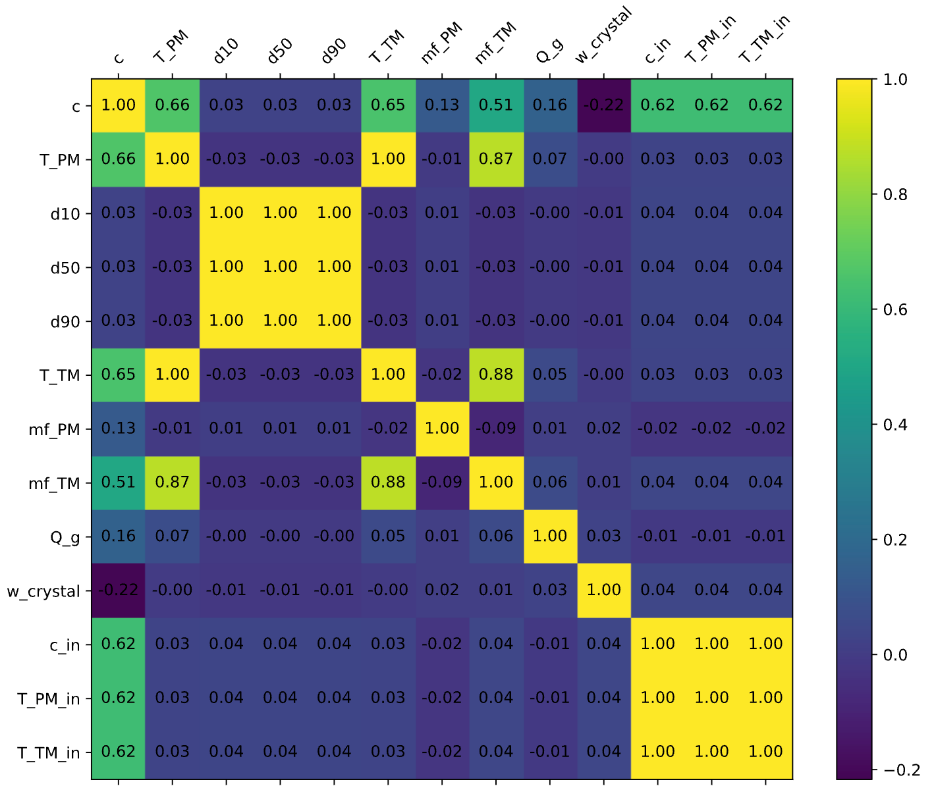 c T_PM d10 d50 d90 T_TM mf_PM mf_TM Q_g w_crystal c_in T_PM_in T_TM_in
c 1.00 0.66 0.03 0.03 0.03 0.65 0.13 0.51 0.16 -0.22 0.62 0.62 0.62
T_PM 0.66 1.00 -0.03 -0.03 -0.03 1.00 -0.01 0.87 0.07 -0.00 0.03 0.03 0.03
d10 0.03 -0.03 1.00 1.00 1.00 -0.03 0.01 -0.03 -0.00 -0.01 0.04 0.04 0.04
d50 0.03 -0.03 1.00 1.00 1.00 -0.03 0.01 -0.03 -0.00 -0.01 0.04 0.04 0.04
d90 0.03 -0.03 1.00 1.00 1.00 -0.03 0.01 -0.03 -0.00 -0.01 0.04 0.04 0.04
T_TM 0.65 1.00 -0.03 -0.03 -0.03 1.00 -0.02 0.88 0.05 -0.00 0.03 0.03 0.03
mf_PM 0.13 -0.01 0.01 0.01 0.01 -0.02 1.00 -0.09 0.01 0.02 -0.02 -0.02 -0.02
mf_TM 0.51 0.87 -0.03 -0.03 -0.03 0.88 -0.09 1.00 0.06 0.01 0.04 0.04 0.04
Q_g 0.16 0.07 -0.00 -0.00 -0.00 0.05 0.01 0.06 1.00 0.03 -0.01 -0.01 -0.01
w_crystal -0.22 -0.00 -0.01 -0.01 -0.01 -0.00 0.02 0.01 0.03 1.00 0.04 0.04 0.04
c_in 0.62 0.03 0.04 0.04 0.04 0.03 -0.02 0.04 -0.01 0.04 1.00 1.00 1.00
T_PM_in 0.62 0.03 0.04 0.04 0.04 0.03 -0.02 0.04 -0.01 0.04 1.00 1.00 1.00
T_TM_in 0.62 0.03 0.04 0.04 0.04 0.03 -0.02 0.04 -0.01 0.04 1.00 1.00 1.00
1.0
0.8
0.6
0.4
0.2
0.0
−0.2